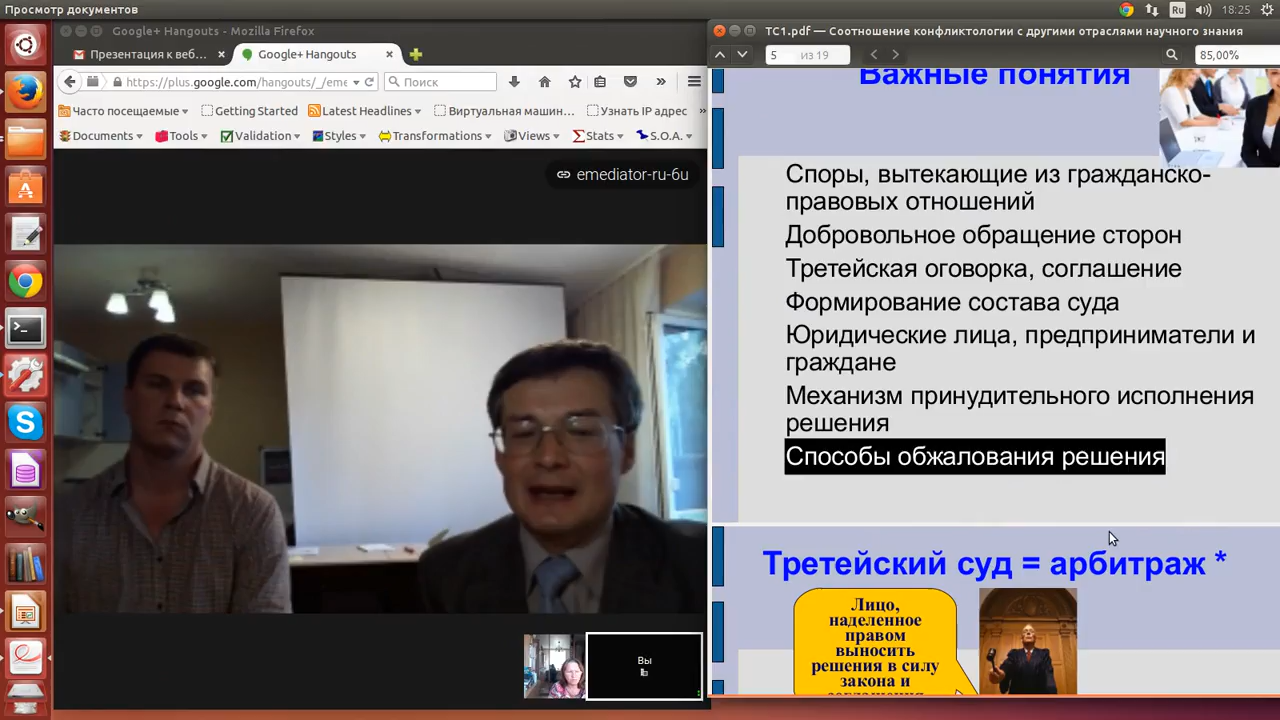 Просмотр документов
Ru
18:25
Google+ Hangouts - Mozilla Firefox
Презентация к веб...
Google+ Hangouts
https://plus.google.com/hangouts/_/eme
Поиск
Часто посещаемые
Getting Started
Latest Headlines
Виртуальная машин...
Узнать IP адрес
Documents
Tools
Validation
Styles
Transformations
Views
Stats
S.O.A.
emediator-ru-6u
Вы
TC1.pdf — Соотношение конфликтологии с другими отраслями научного знания
5 из 19
85,00%
Важные понятия
Споры, вытекающие из гражданско-
правовых отношений
Добровольное обращение сторон
Третейская оговорка, соглашение
Формирование состава суда
Юридические лица, предприниматели и
граждане
Механизм принудительного исполнения
решения
Способы обжалования решения
Третейский суд = арбитраж *
Лицо,
наделенное
правом
выносить
решения в силу
закона и